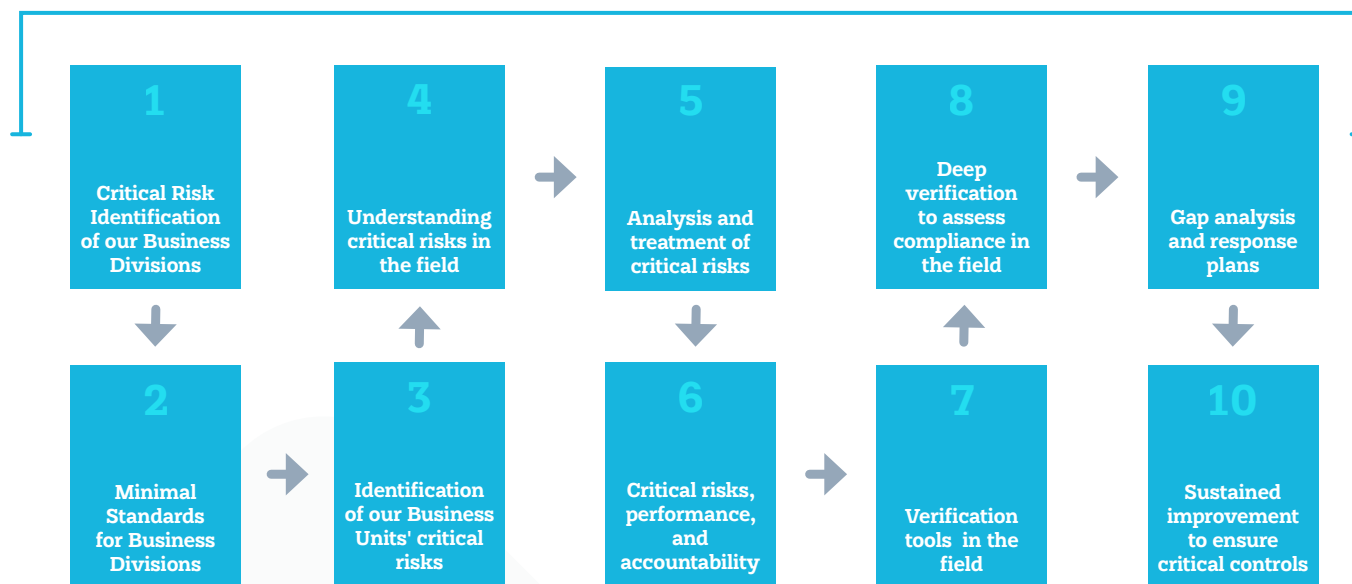 1
Critical Risk
Identification
of our Business
Divisions
2
Minimal
Standards
for Business
Divisions
3
Identification
of our Business
Units' critical
risks
4
Understanding
critical risks in
the field
5
Analysis and
treatment of
critical risks
6
Critical risks,
performance,
and
accountability
7
Verification
tools in the
field
8
Deep
verification
to assess
compliance in
the field
9
Gap analysis
and response
plans
10
Sustained
improvement
to ensure
critical controls